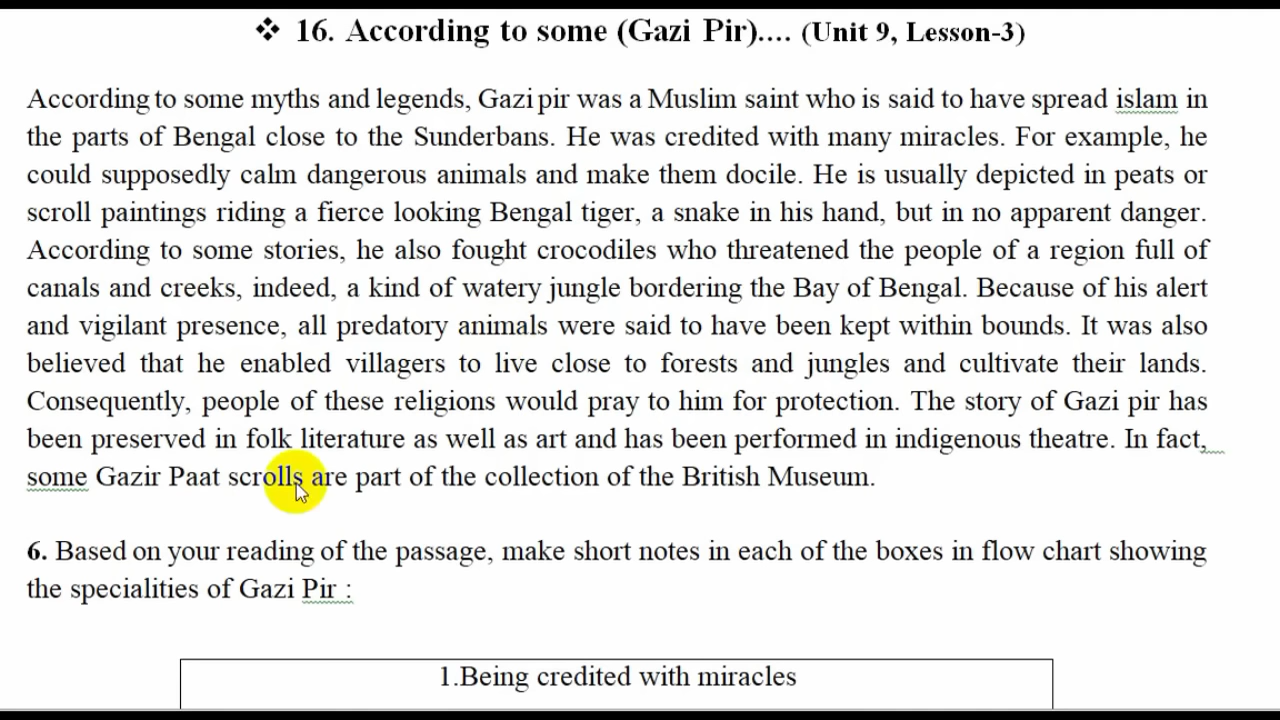 ❖ 16. According to some (Gazi Pir).... (Unit 9, Lesson-3)
According to some myths and legends, Gazi pir was a Muslim saint who is said to have spread islam in
the parts of Bengal close to the Sunderbans. He was credited with many miracles. For example, he
could supposedly calm dangerous animals and make them docile. He is usually depicted in peats or
scroll paintings riding a fierce looking Bengal tiger, a snake in his hand, but in no apparent danger.
According to some stories, he also fought crocodiles who threatened the people of a region full of
canals and creeks, indeed, a kind of watery jungle bordering the Bay of Bengal. Because of his alert
and vigilant presence, all predatory animals were said to have been kept within bounds. It was also
believed that he enabled villagers to live close to forests and jungles and cultivate their lands.
Consequently, people of these religions would pray to him for protection. The story of Gazi pir has
been preserved in folk literature as well as art and has been performed in indigenous theatre. In fact,
some Gazir Paat scrolls are part of the collection of the British Museum.
6. Based on your reading of the passage, make short notes in each of the boxes in flow chart showing
the specialities of Gazi Pir :
1.Being credited with miracles